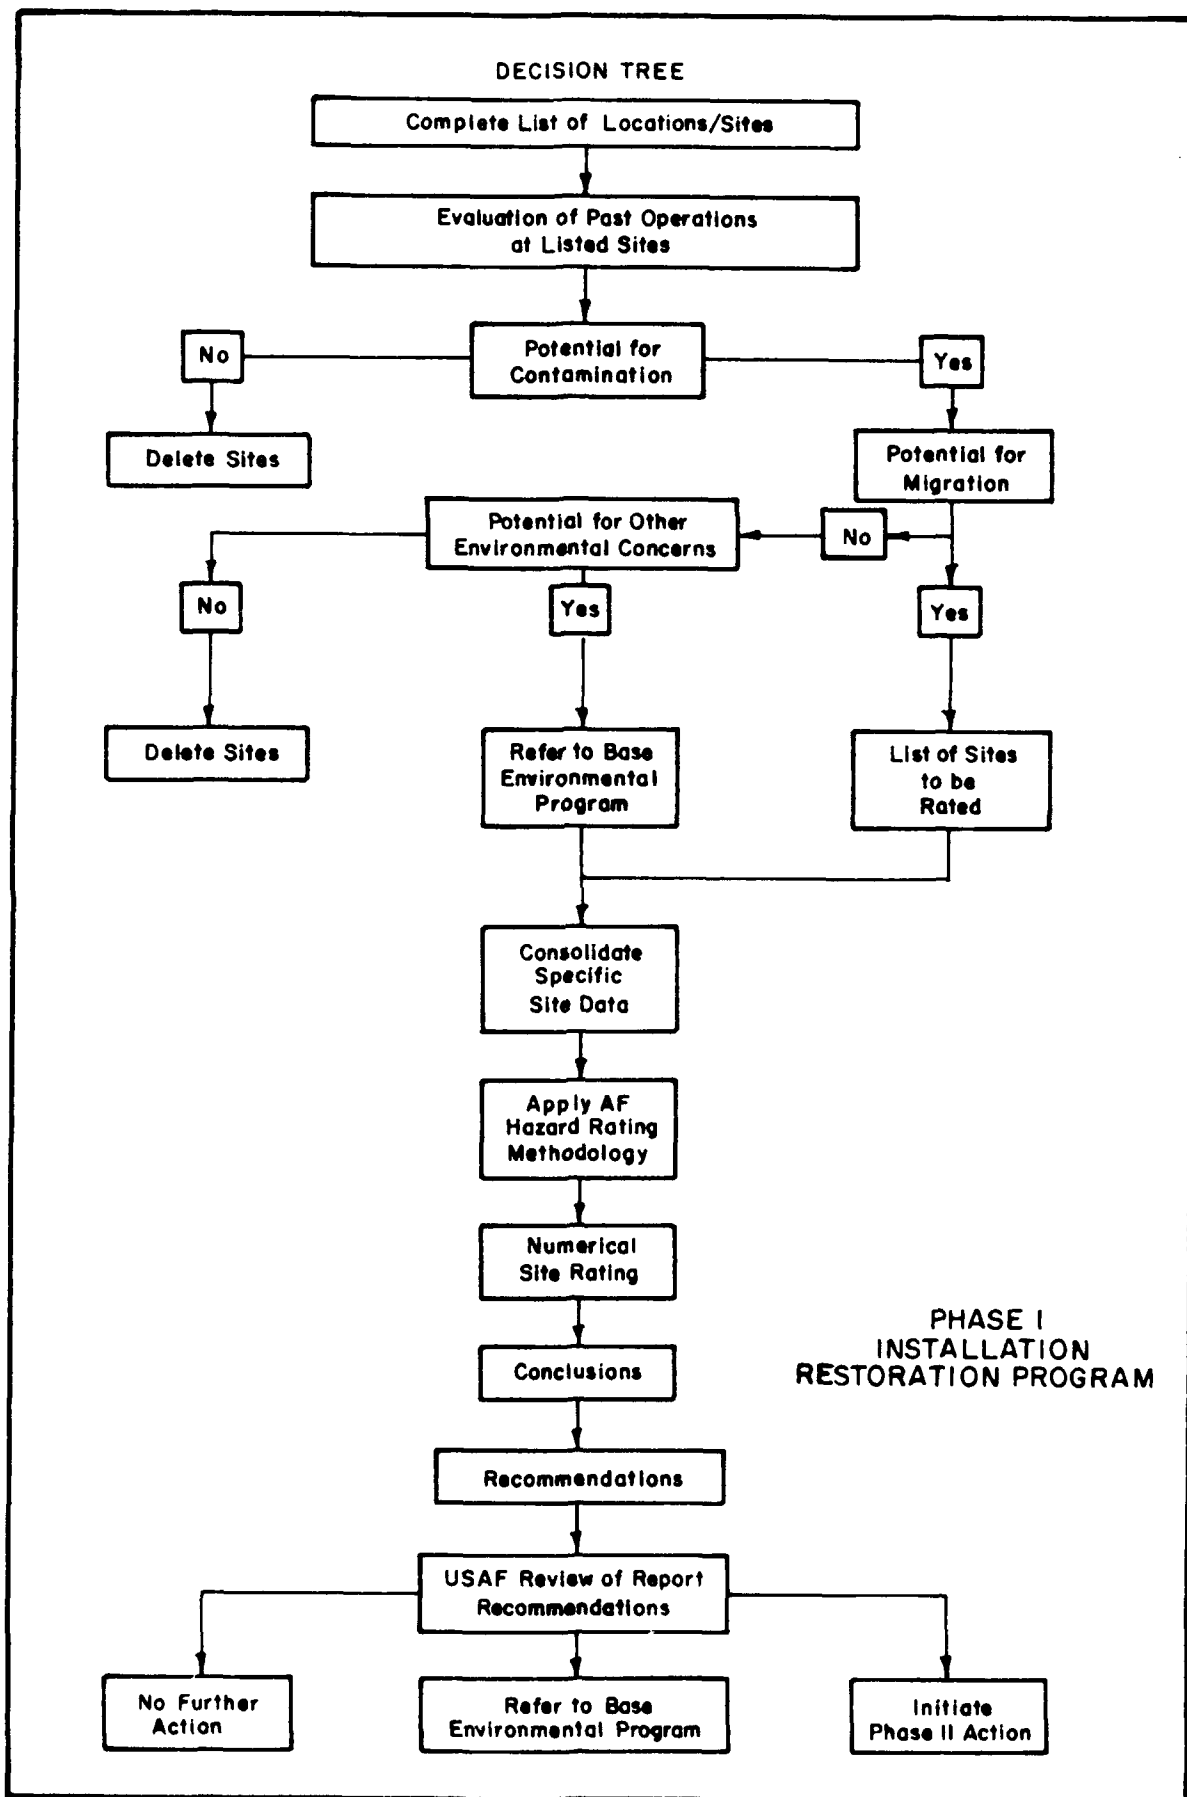 DECISION TREE
Complete List of Locations/Sites
Evaluation of Past Operations
at Listed Sites
No
Potential for
Contamination
Yes
Delete Sites
Potential for
Migration
Potential for Other
Environmental Concerns
No
No
Yes
Yes
Delete Sites
Refer to Base
Environmental
Program
List of Sites
to be
Rated
Consolidate
Specific
Site Data
Apply AF
Hazard Rating
Methodology
Numerical
Site Rating
PHASE I
INSTALLATION
RESTORATION PROGRAM
Conclusions
Recommendations
USAF Review of Report
Recommendations
No Further
Action
Refer to Base
Environmental Program
Initiate
Phase II Action